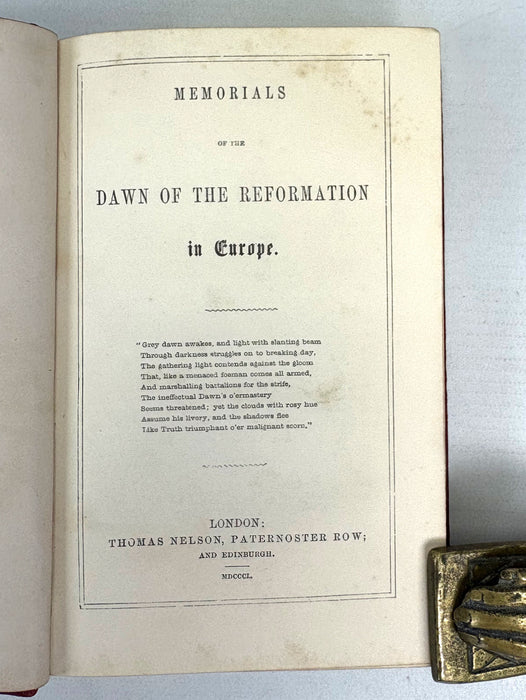 MEMORIALS
OF THE
DAWN OF THE REFORMATION
in Europe.
"Grey dawn awakes, and light with slanting beam
Through darkness struggles on to breaking day,
The gathering light contends against the gloom
That, like a menaced foeman comes all armed,
And marshalling battalions for the strife,
The ineffectual Dawn's o'ermastery
Seems threatened; yet the clouds with rosy hue
Assume his livery, and the shadows flee
Like Truth triumphant o'er malignant scorn."
LONDON:
THOMAS NELSON, PATERNOSTER ROW;
AND EDINBURGH.
MDCCCL.